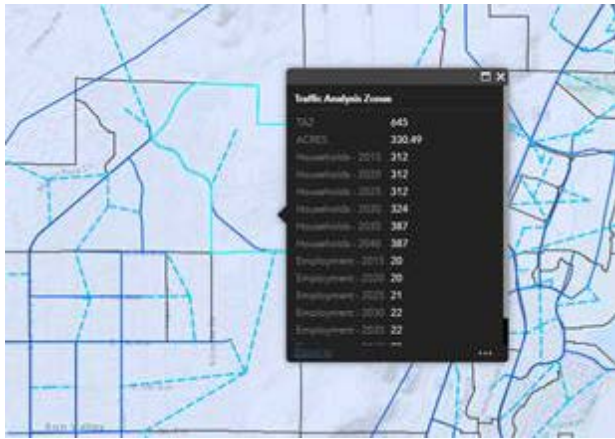 Traffic Analysis Zones
TAZ 645
ACRES 330.49
Households - 2015 312
Households - 2020 312
Households - 2025 312
Households - 2030 324
Households - 2035 387
Households - 2040 387
Employment - 2015 20
Employment - 2020 20
Employment - 2025 21
Employment - 2030 22
Employment - 2035 22
Valley